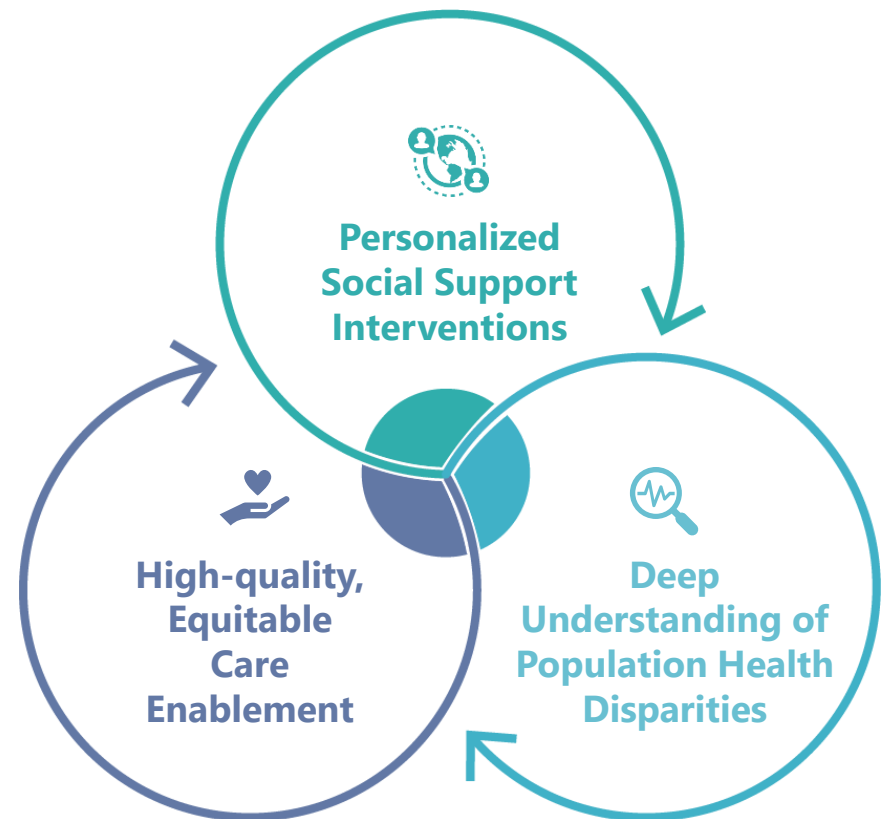 Personalized
Social Support
Interventions
High-quality,
Equitable
Care
Enablement
Deep
Understanding of
Population Health
Disparities